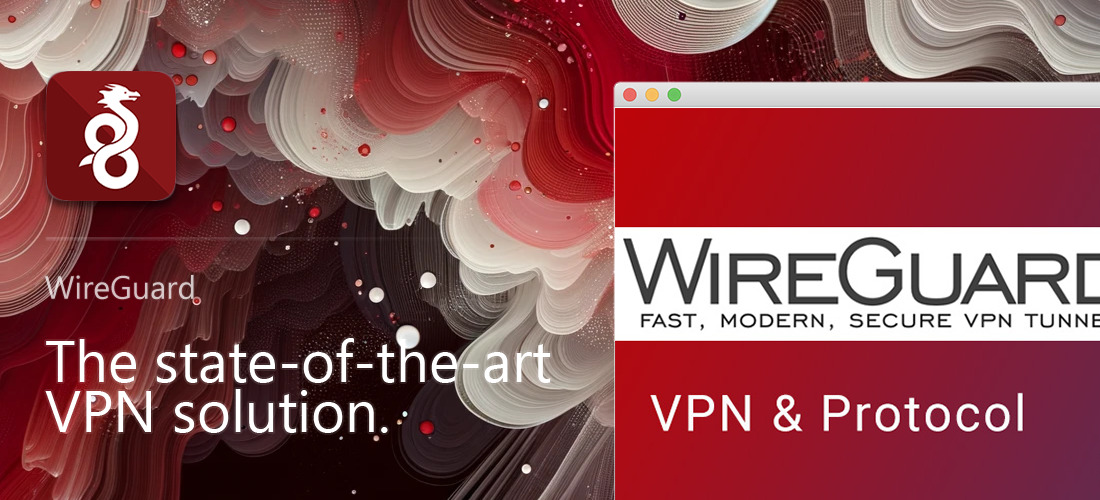 WireGuard
The state-of-the-art
VPN solution.
WIREGUARD
FAST, MODERN, SECURE VPN TUNNE
VPN & Protocol